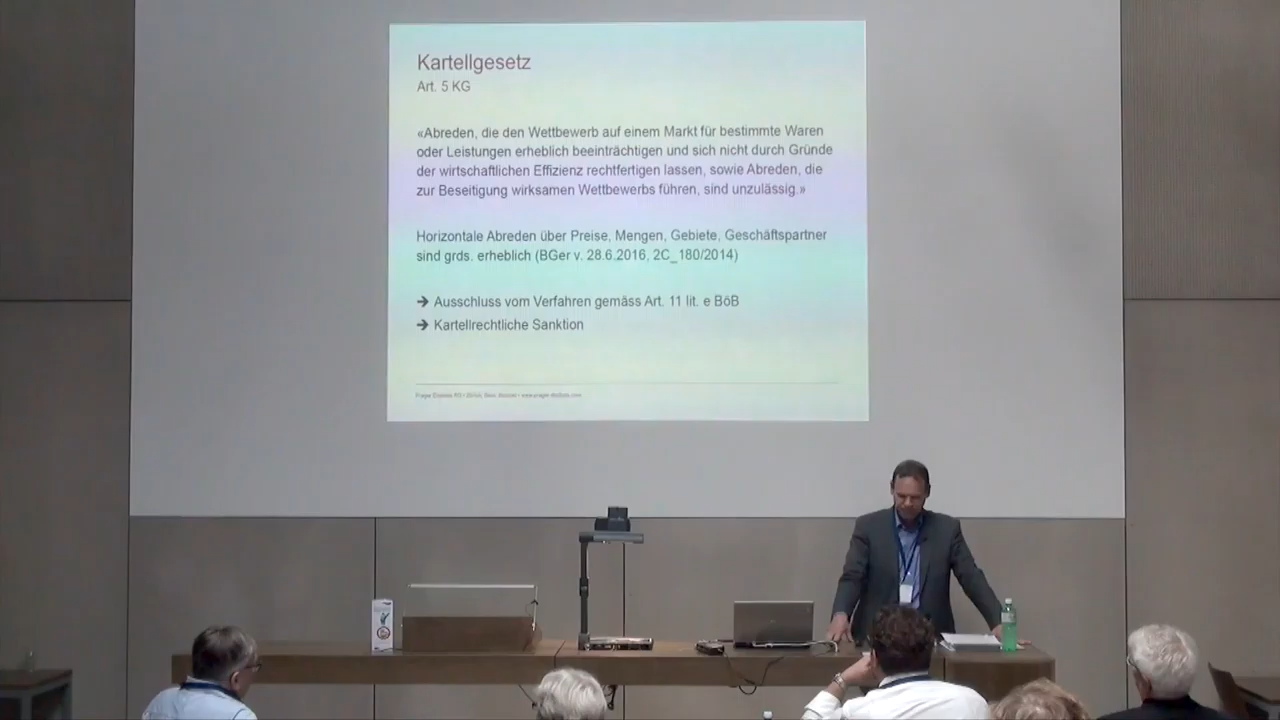 Kartellgesetz
Art. 5 KG
«Abreden, die den Wettbewerb auf einem Markt für bestimmte Waren
oder Leistungen erheblich beeinträchtigen und sich nicht durch Gründe
der wirtschaftlichen Effizienz rechtfertigen lassen, sowie Abreden, die
zur Beseitigung wirksamen Wettbewerbs führen, sind unzulässig.»
Horizontale Abreden über Preise, Mengen, Gebiete, Geschäftspartner
sind grds. erheblich (BGer v. 28.6.2016, 2C_180/2014)
➔ Ausschluss vom Verfahren gemäss Art. 11 lit. e BöB
➔ Kartellrechtliche Sanktion